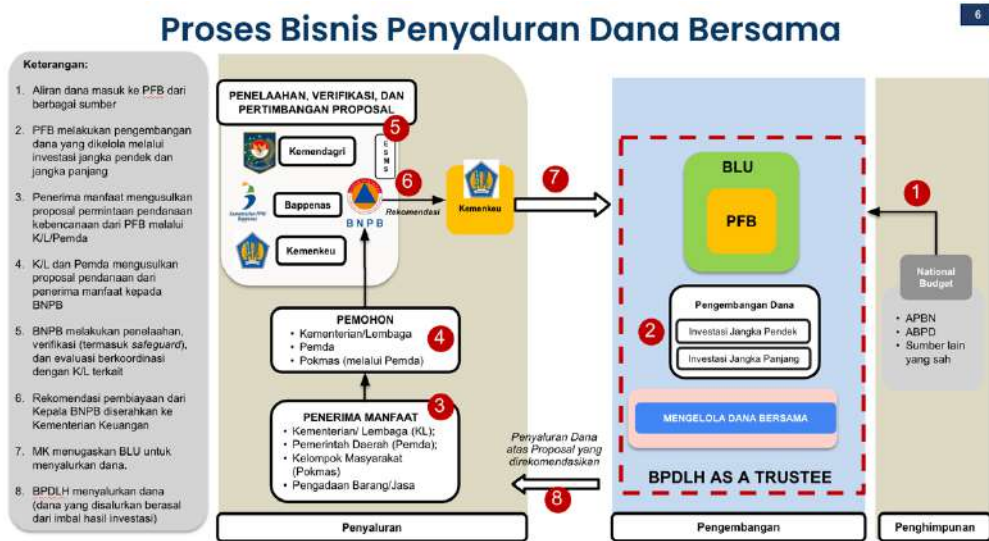 Proses Bisnis Penyaluran Dana Bersama
6
Keterangan:
1. Aliran dana masuk ke PFB dari
berbagai sumber
2. PFB melakukan pengembangan
dana yang dikelola melalui
investasi jangka pendek dan
jangka panjang
3. Penerima manfaat mengusulkan
proposal permintaan pendanaan
kebencanaan dari PFB melalui
K/L/Pemda
4. K/L dan Pemda mengusulkan
proposal pendanaan dari
penerima manfaat kepada
BNPB
5. BNPB melakukan penelaahan,
verifikasi (termasuk safeguard),
dan evaluasi berkoordinasi
dengan K/L terkait
6. Rekomendasi pembiayaan dari
Kepala BNPB diserahkan ke
Kementerian Keuangan
7. MK menugaskan BLU untuk
menyalurkan dana.
8. BPDLH menyalurkan dana
(dana yang disalurkan berasal
dari imbal hasil investasi)
PENELAAHAN, VERIFIKASI, DAN
PERTIMBANGAN PROPOSAL
5
Kemendagri
E
S
M
S
Bappenas
BNPB
Kemenkeu
6
Rekomendasi
Kemenkeu
7
PEMOHON
• Kementerian/Lembaga
• Pemda
• Pokmas (melalui Pemda)
4
PENERIMA MANFAAT
3
• Kementerian/ Lembaga (KL);
• Pemerintah Daerah (Pemda);
• Kelompok Masyarakat
(Pokmas)
• Pengadaan Barang/Jasa
Penyaluran Dana
atas Proposal yang
direkomendasikan
8
Penyaluran
BLU
PFB
Pengembangan Dana
2
Investasi Jangka Pendek
Investasi Jangka Panjang
MENGELOLA DANA BERSAMA
BPDLH AS A TRUSTEE
Pengembangan
1
National
Budget
• APBN
• ABPD
• Sumber lain
yang sah
Penghimpunan